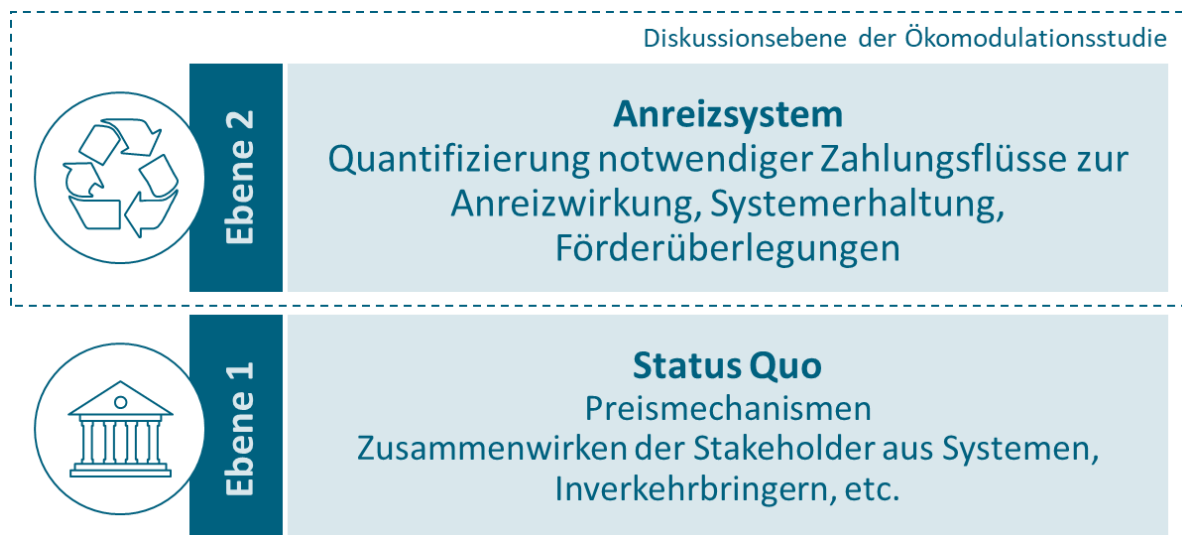 Diskussionsebene der Ökomodulationsstudie
Ebene 2
Anreizsystem
Quantifizierung notwendiger Zahlungsflüsse zur
Anreizwirkung, Systemerhaltung,
Förderüberlegungen
Ebene 1
Status Quo
Preismechanismen
Zusammenwirken der Stakeholder aus Systemen,
Inverkehrbringern, etc.